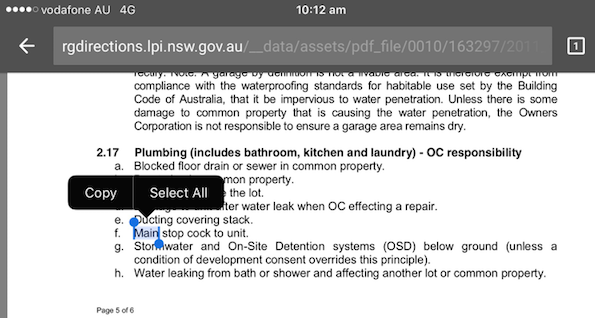 vodafone AU 4G 10:12 am
rgdirections.lpi.nsw.gov.au/__data/assets/pdf_file/0010/163297/2011
1
rectify. Note: A garage by definition is not a livable area. It is therefore exempt from
compliance with the waterproofing standards for habitable use set by the Building
Code of Australia, that it be impervious to water penetration. Unless there is some
damage to common property that is causing the water penetration, the Owners
Corporation is not responsible to ensure a garage area remains dry.
2.17 Plumbing (includes bathroom, kitchen and laundry) - OC responsibility
a. Blocked floor drain or sewer in common property.
mon property.
Copy Select All
the lot.
after water leak when OC effecting a repair.
e. Ducting covering stack.
f. Main stop cock to unit.
g. Stormwater and On-Site Detention systems (OSD) below ground (unless a
condition of development consent overrides this principle).
h. Water leaking from bath or shower and affecting another lot or common property.
Page 5 of 6